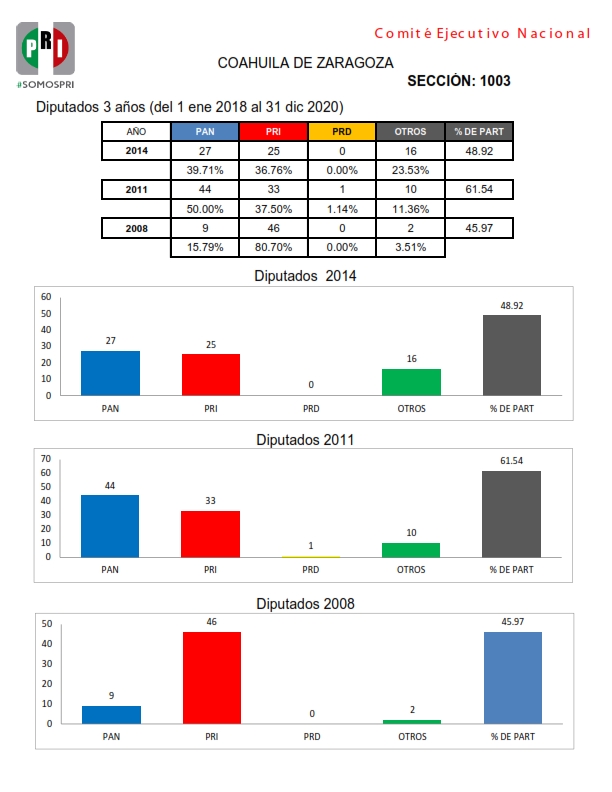 Comité Ejecutivo Nacional
PRI
#SOMOSPRI
COAHUILA DE ZARAGOZA
SECCIÓN: 1003
Diputados 3 años (del 1 ene 2018 al 31 dic 2020)
AÑO PAN PRI PRD OTROS % DE PART
2014 27 25 0 16 48.92
39.71% 36.76% 0.00% 23.53%
2011 44 33 1 10 61.54
50.00% 37.50% 1.14% 11.36%
2008 9 46 0 2 45.97
15.79% 80.70% 0.00% 3.51%
Diputados 2014
60
50
40
30
20
10
0
27 25 0 16 48.92
PAN PRI PRD OTROS % DE PART
Diputados 2011
70
60
50
40
30
20
10
0
44 33 1 10 61.54
PAN PRI PRD OTROS % DE PART
Diputados 2008
50
40
30
20
10
0
9 46 0 2 45.97
PAN PRI PRD OTROS % DE PART